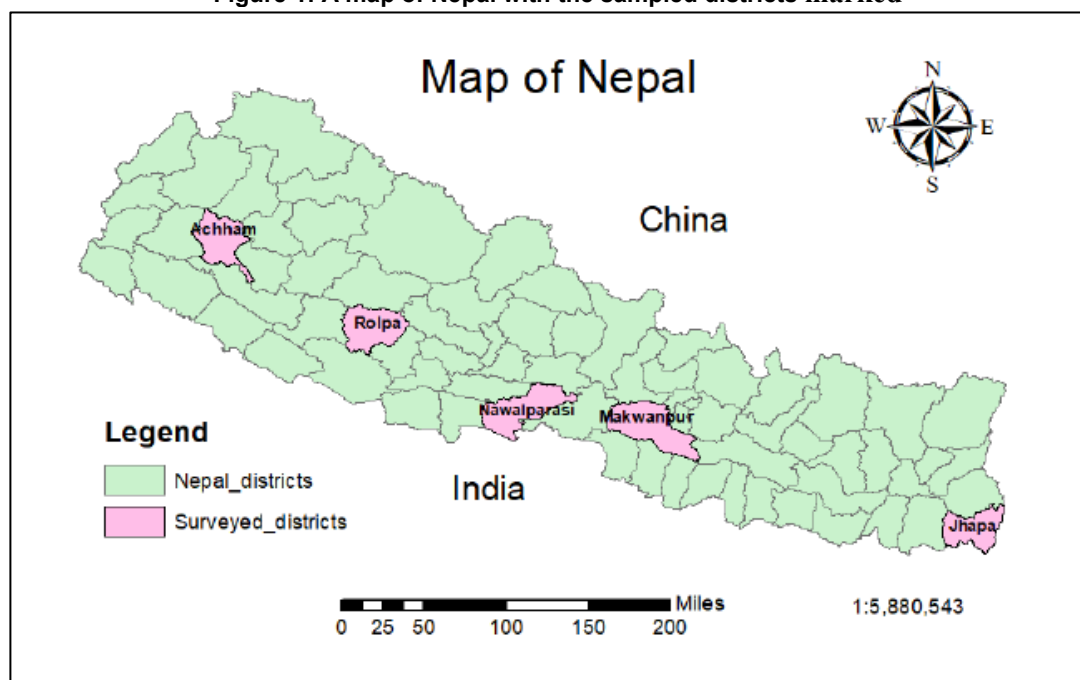 Figure 1: A map of Nepal with the sampled districts marked
Map of Nepal
N
W E
S
China
Achham
Rolpa
Nawalparasi
Makwanpur
Jhapa
India
Legend
Nepal_districts
Surveyed_districts
Miles
0 25 50 100 150 200
1:5,880,543